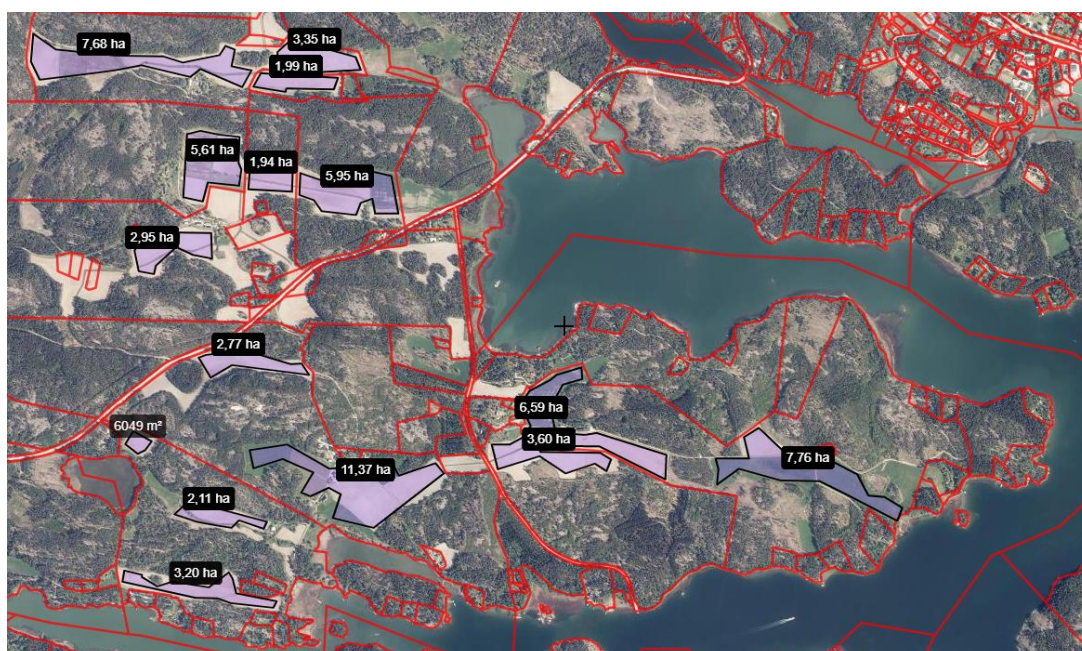 7,68 ha
3,35 ha
1,99 ha
5,61 ha
1,94 ha
5,95 ha
2,95 ha
2,77 ha
6,59 ha
6049 m²
3,60 ha
11,37 ha
7,76 ha
2,11 ha
3,20 ha